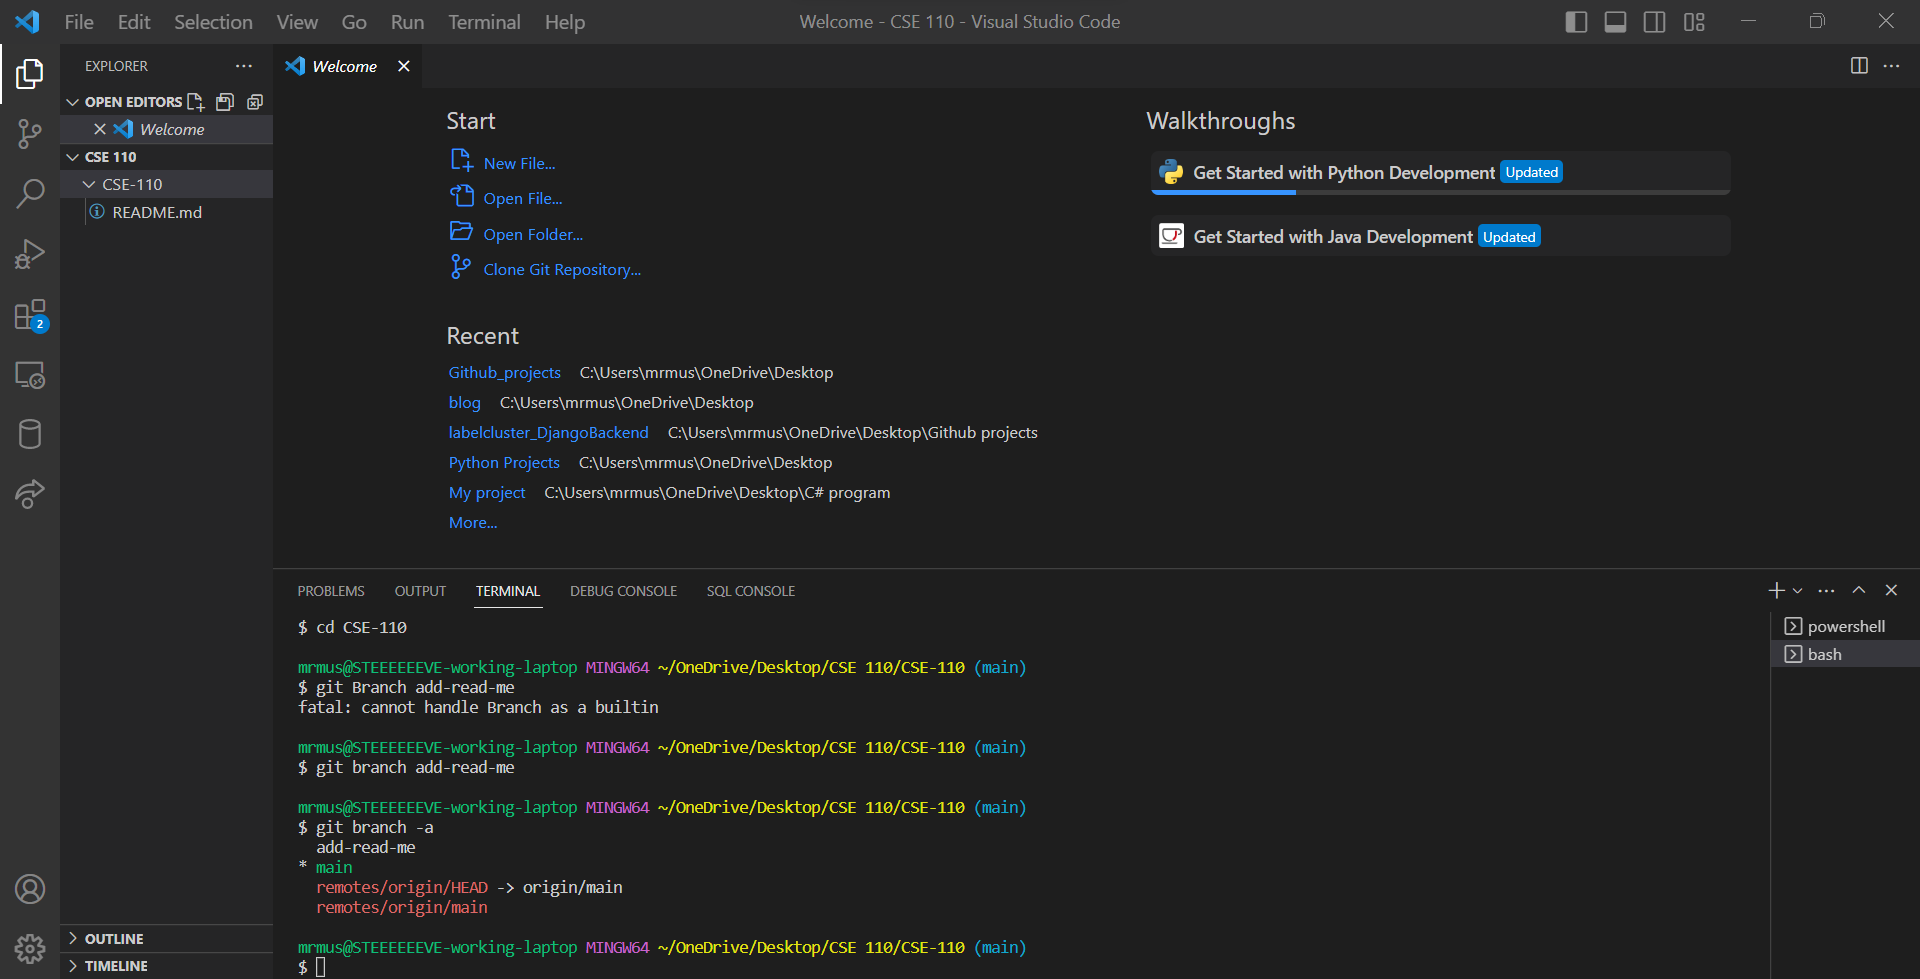 File Edit Selection View Go Run Terminal Help
Welcome - CSE 110 - Visual Studio Code
EXPLORER
OPEN EDITORS
Welcome
CSE 110
CSE-110
README.md
2
OUTLINE
TIMELINE
Welcome
Start
New File...
Open File...
Open Folder...
Clone Git Repository...
Recent
Github_projects C:\Users\mrmus\OneDrive\Desktop
blog C:\Users\mrmus\OneDrive\Desktop
labelcluster_DjangoBackend C:\Users\mrmus\OneDrive\Desktop\Github projects
Python Projects C:\Users\mrmus\OneDrive\Desktop
My project C:\Users\mrmus\OneDrive\Desktop\C# program
More...
Walkthroughs
Get Started with Python Development Updated
Get Started with Java Development Updated
PROBLEMS OUTPUT TERMINAL DEBUG CONSOLE SQL CONSOLE
$ cd CSE-110
mrmus@STEEEEEEVE-working-laptop MINGW64 ~/OneDrive/Desktop/CSE 110/CSE-110 (main)
$ git Branch add-read-me
fatal: cannot handle Branch as a builtin
mrmus@STEEEEEEVE-working-laptop MINGW64 ~/OneDrive/Desktop/CSE 110/CSE-110 (main)
$ git branch add-read-me
mrmus@STEEEEEEVE-working-laptop MINGW64 ~/OneDrive/Desktop/CSE 110/CSE-110 (main)
$ git branch -a
add-read-me
* main
remotes/origin/HEAD -> origin/main
remotes/origin/main
mrmus@STEEEEEEVE-working-laptop MINGW64 ~/OneDrive/Desktop/CSE 110/CSE-110 (main)
$
powershell
bash